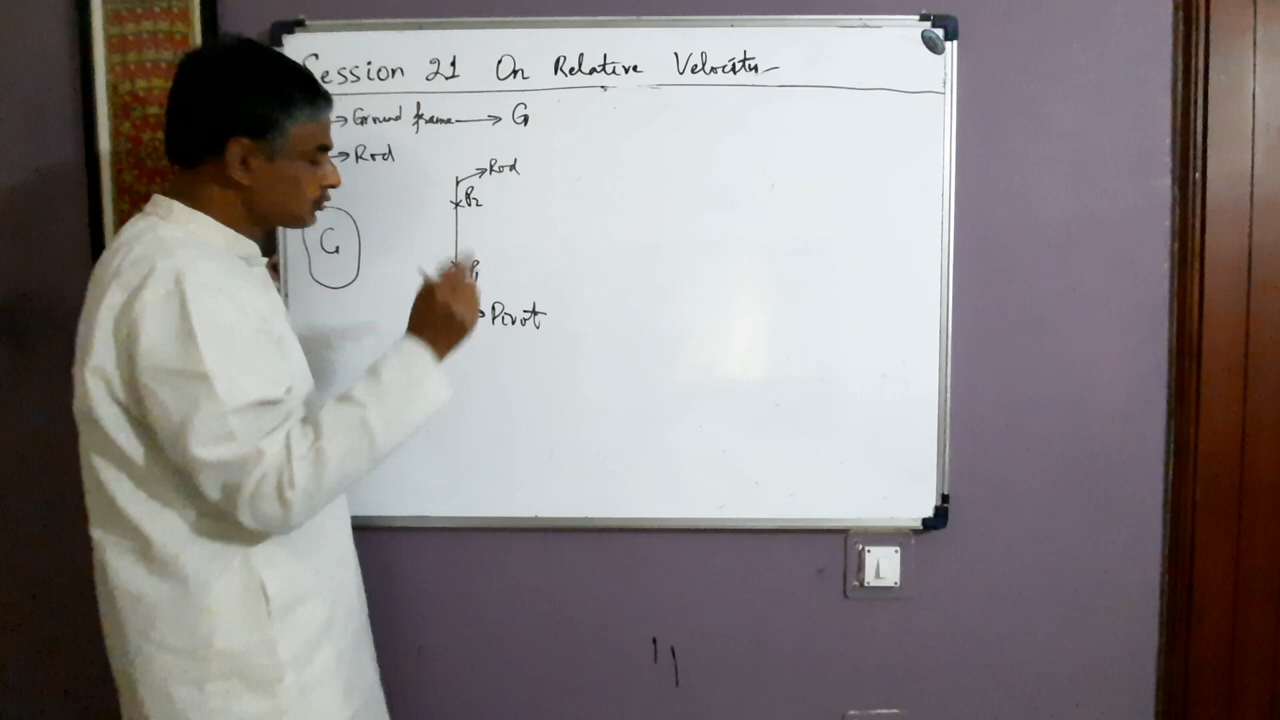 Session 21 On Relative Velocity
→ Ground frame → G
→ Rod
Rod
P2
G
P1
Pivot